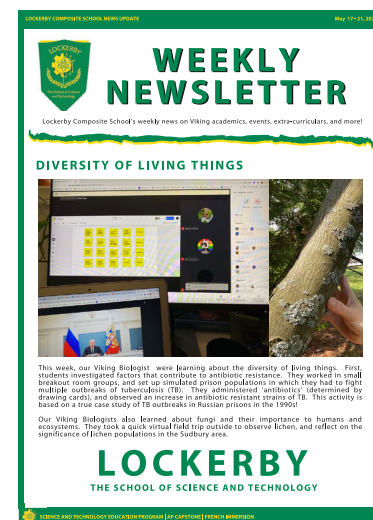 LOCKERBY COMPOSITE SCHOOL NEWS UPDATE
May 17-21, 202
LOCKERBY
The School of Science
and Technology
WEEKLY
NEWSLETTER
Lockerby Composite School's weekly news on Viking academics, events, extra-curriculars, and more!
DIVERSITY OF LIVING THINGS
This week, our Viking Biologist were learning about the diversity of living things. First,
students investigated factors that contribute to antibiotic resistance. They worked in small
breakout room groups, and set up simulated prison populations in which they had to fight
multiple outbreaks of tuberculosis (TB). They administered 'antibiotics' (determined by
drawing cards), and observed an increase in antibiotic resistant strains of TB. This activity is
based on a true case study of TB outbreaks in Russian prisons in the 1990s!
Our Viking Biologists also learned about fungi and their importance to humans and
ecosystems. They took a quick virtual field trip outside to observe lichen, and reflect on the
significance of lichen populations in the Sudbury area.
LOCKERBY
THE SCHOOL OF SCIENCE AND TECHNOLOGY
SCIENCE AND TECHNOLOGY EDUCATION PROGRAM | AP CAPSTONE | FRENCH IMMERSION